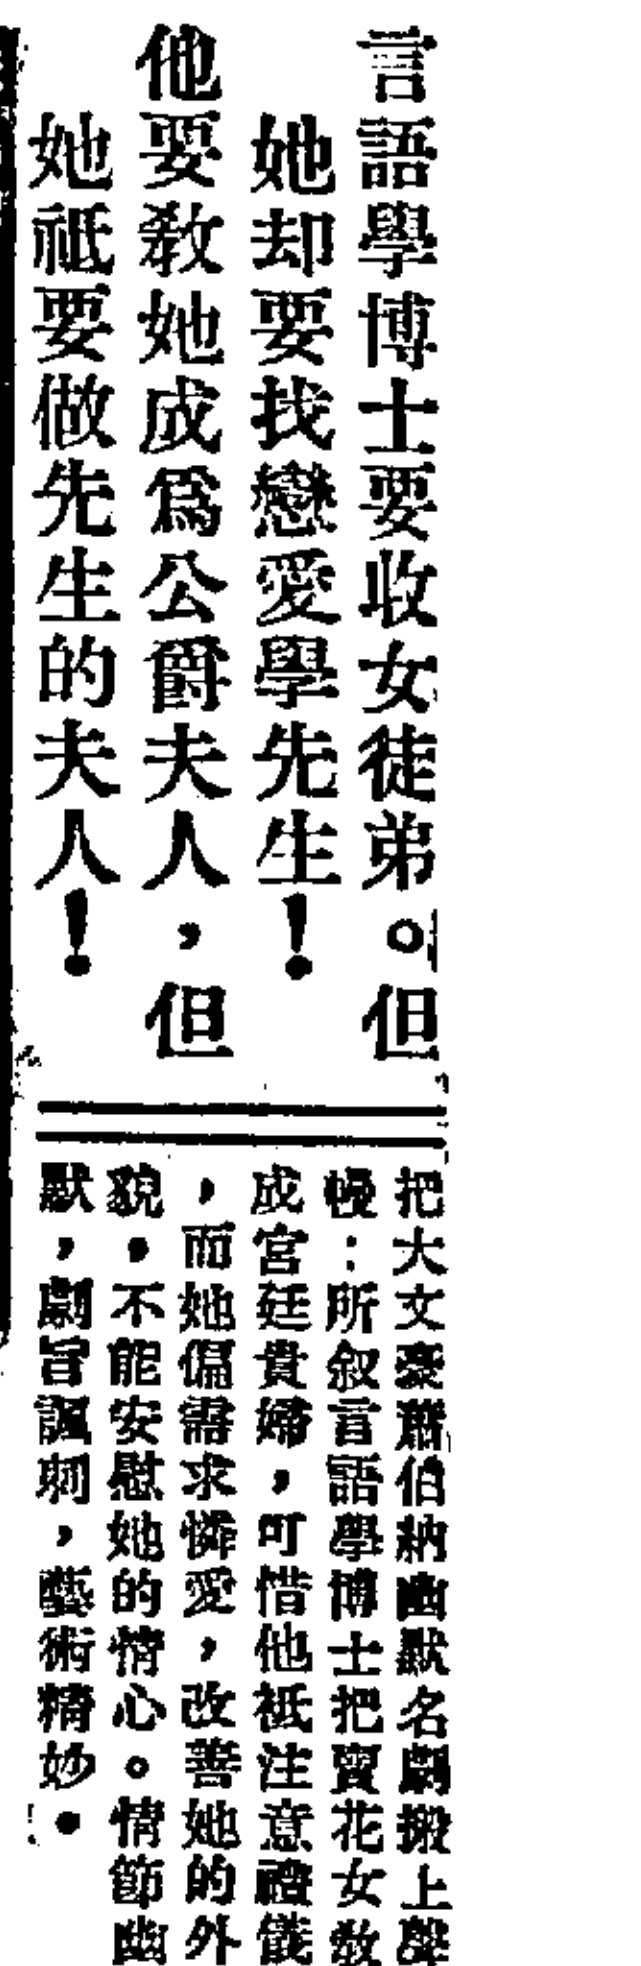 言語學博士要收女徒弟。但
她却要找戀愛學先生！
他要教她成爲公爵夫人，但
她祇要做先生的夫人！
把大文豪蕭伯納幽默名劇搬上聲
幔：所叙言語學博士把賣花女教
成宮廷貴婦，可惜他祇注意禮儀
，而她偏需求憐愛，改善她的外
貌，不能安慰她的情心。情節幽
默，劇旨諷刺，藝術精妙。